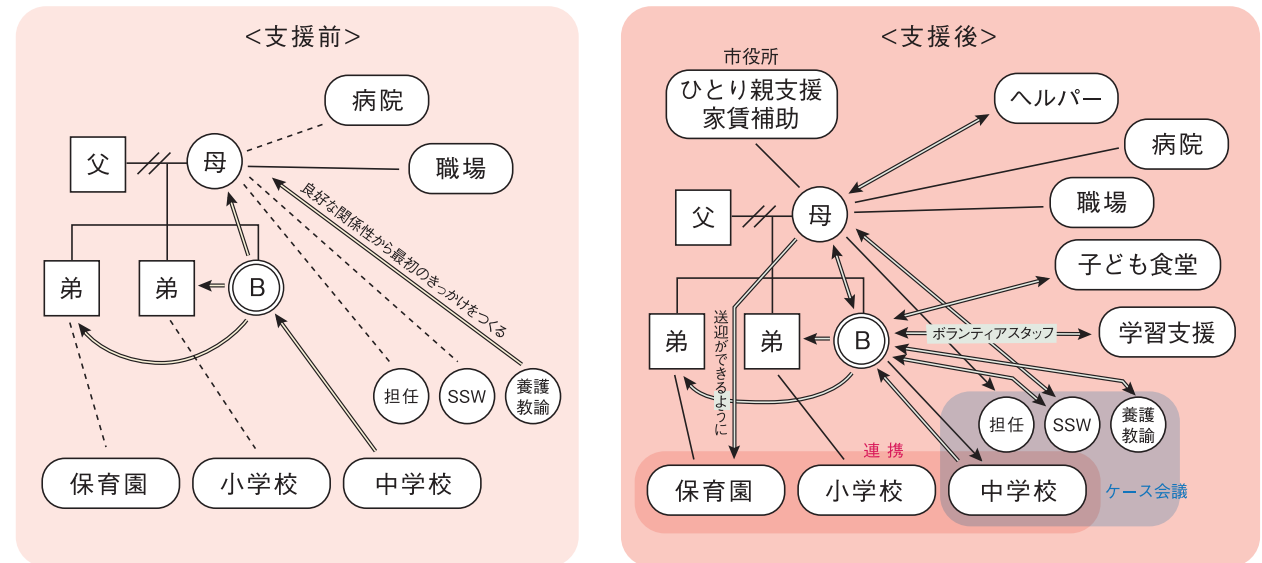 ＜支援前＞
病院
父
母
職場
良好な関係性から最初のきっかけをつくる
弟
弟
B
担任
SSW
養護
教諭
保育園
小学校
中学校
＜支援後＞
市役所
ひとり親支援
家賃補助
ヘルパー
病院
職場
父
母
子ども食堂
送迎ができるように
弟
弟
B
ボランティアスタッフ
学習支援
担任
SSW
養護
教諭
連携
保育園
小学校
中学校
ケース会議